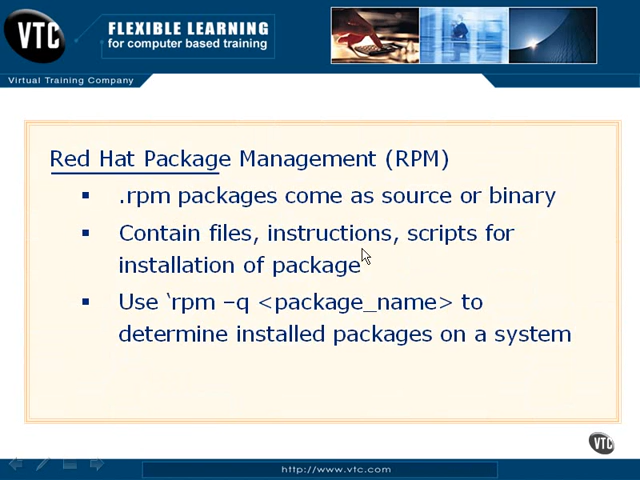 VTC
FLEXIBLE LEARNING
for computer based training
Virtual Training Company
Red Hat Package Management (RPM)
.rpm packages come as source or binary
Contain files, instructions, scripts for
installation of package
Use ‘rpm –q <package_name> to
determine installed packages on a system
VTC
http://www.vtc.com